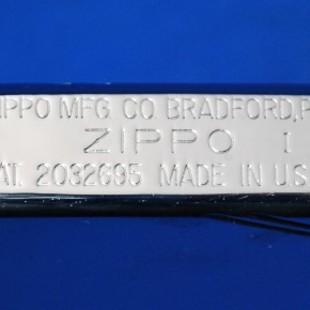 IPPO MFG. CO. BRADFORD, P
ZIPPO I
AT. 2032695 MADE IN U.S